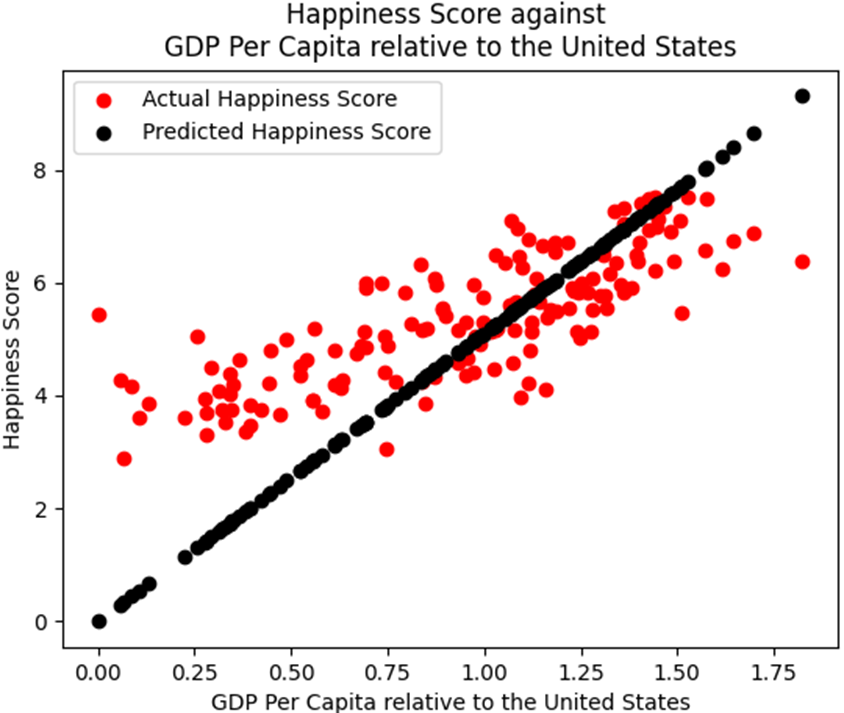 Happiness Score against
GDP Per Capita relative to the United States
Actual Happiness Score
Predicted Happiness Score
8
6
4
2
0
Happiness Score
0.00 0.25 0.50 0.75 1.00 1.25 1.50 1.75
GDP Per Capita relative to the United States